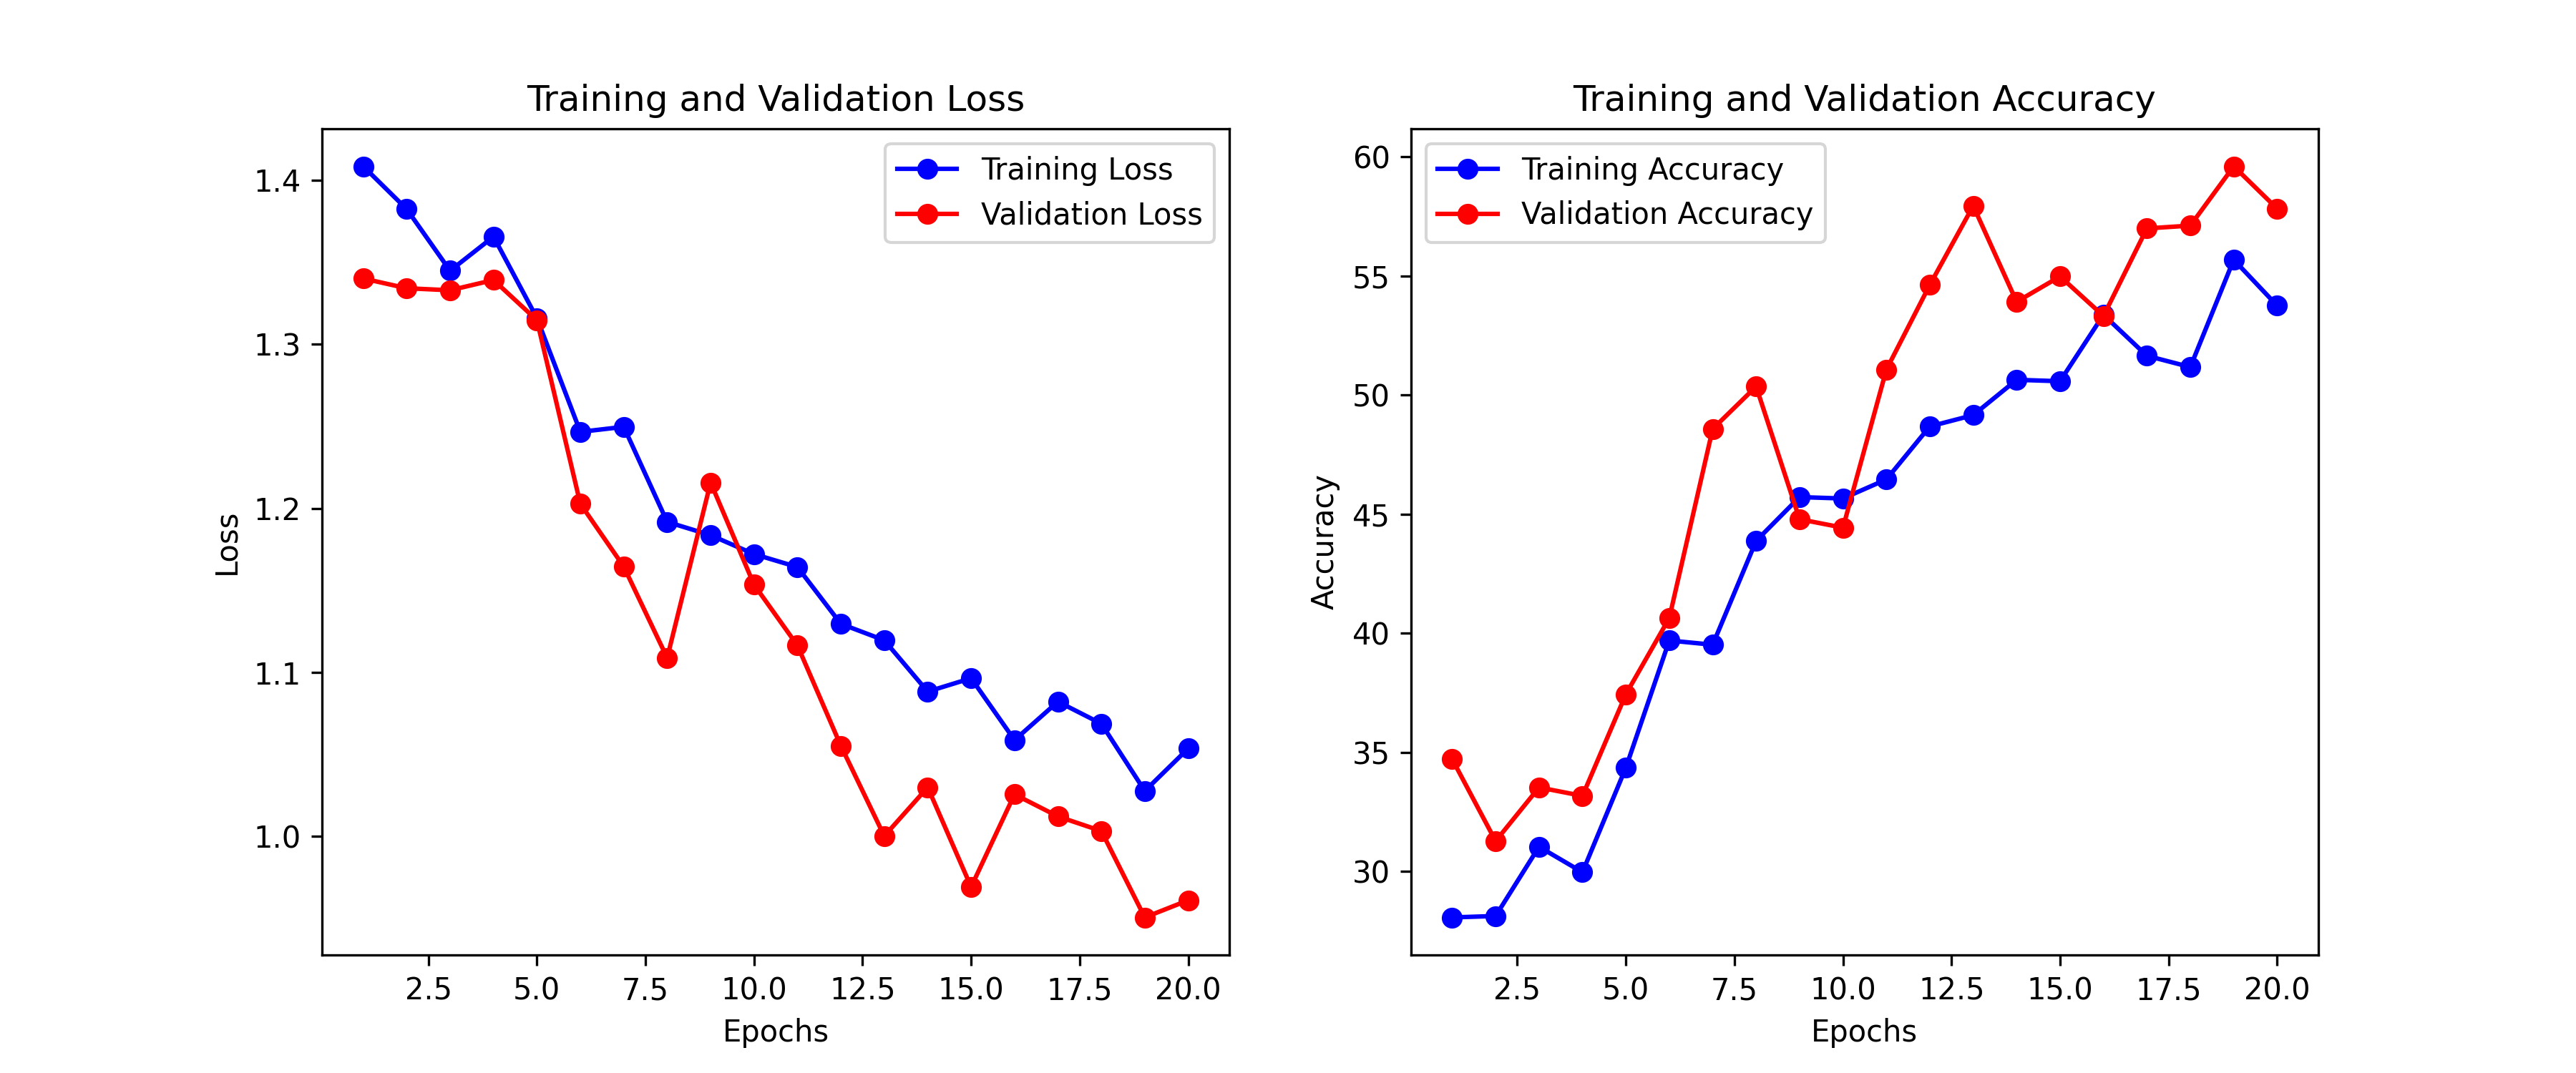 Training and Validation Loss
Training Loss
Validation Loss
1.4
1.3
1.2
1.1
1.0
Loss
2.5 5.0 7.5 10.0 12.5 15.0 17.5 20.0
Epochs
Training and Validation Accuracy
Training Accuracy
Validation Accuracy
60
55
50
45
40
35
30
Accuracy
2.5 5.0 7.5 10.0 12.5 15.0 17.5 20.0
Epochs